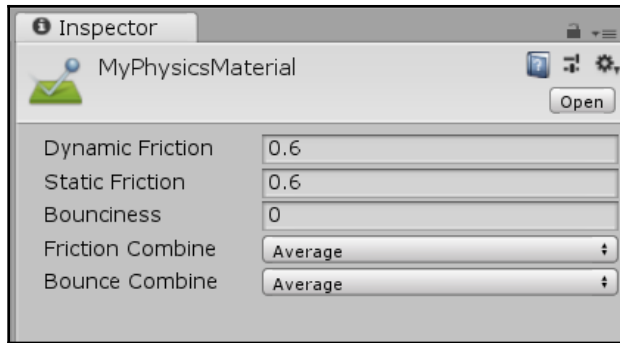 Inspector
MyPhysicsMaterial
Open
Dynamic Friction 0.6
Static Friction 0.6
Bounciness 0
Friction Combine Average
Bounce Combine Average